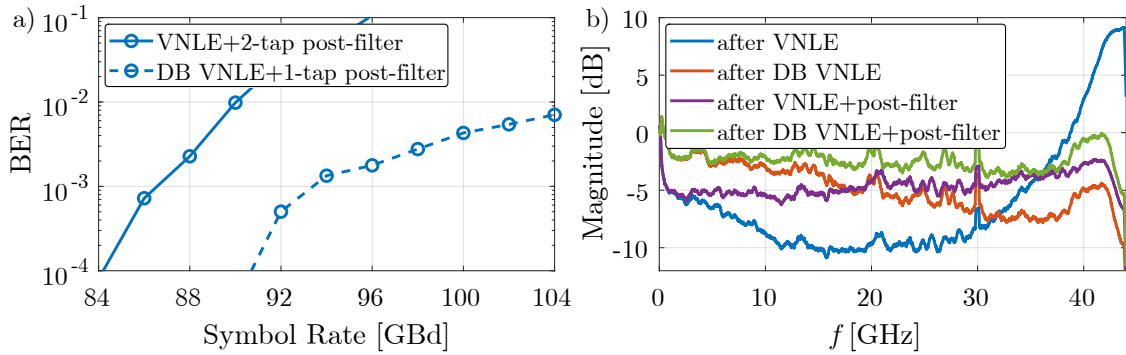 a)
10^-1
10^-2
10^-3
10^-4
BER
VNLE+2-tap post-filter
DB VNLE+1-tap post-filter
84 88 92 96 100 104
Symbol Rate [GBd]
b)
10
5
0
-5
-10
Magnitude [dB]
after VNLE
after DB VNLE
after VNLE+post-filter
after DB VNLE+post-filter
0 10 20 30 40
f [GHz]